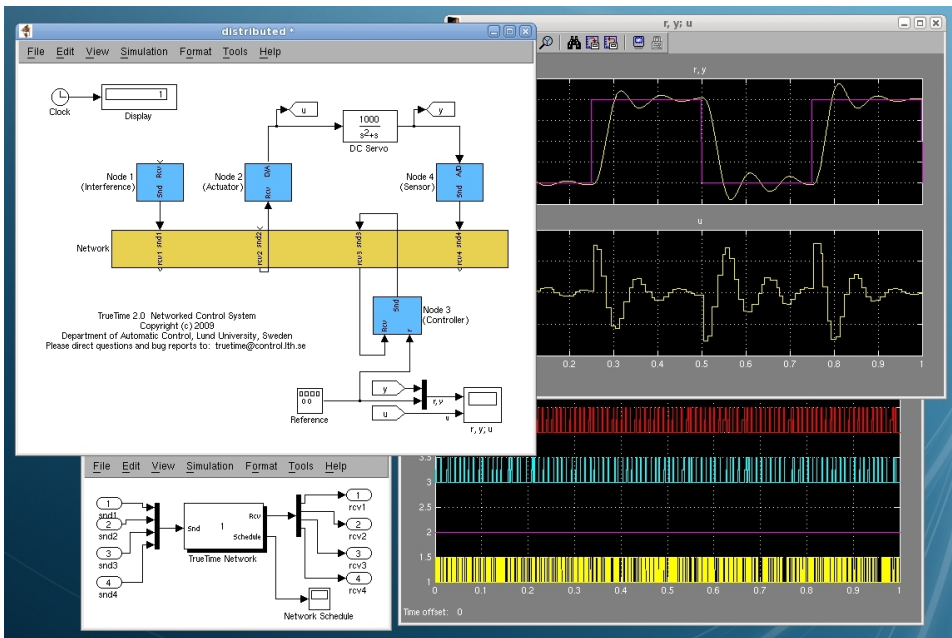 distributed *
File Edit View Simulation Format Tools Help
Clock
1
Display
u
1000
s²+s
DC Servo
y
Node 1
(Interference)
Rcv
Snd
Node 2
(Actuator)
D/A
Rcv
Node 4
(Sensor)
A/D
Snd
Network
snd1
rcv1
snd2
rcv2
snd3
rcv3
snd4
rcv4
Snd
Rcv
r
Node 3
(Controller)
TrueTime 2.0 Networked Control System
Copyright (c) 2009
Department of Automatic Control, Lund University, Sweden
Please direct questions and bug reports to: truetime@control.lth.se
Reference
y
u
r, y
u
r, y; u
r, y; u
r, y
u
0.2 0.3 0.4 0.5 0.6 0.7 0.8 0.9 1
File Edit View Simulation Format Tools Help
1
snd1
2
snd2
3
snd3
4
snd4
Snd
1
Rcv
Schedule
TrueTime Network
1
rcv1
2
rcv2
3
rcv3
4
rcv4
Network Schedule
3.5
3
2.5
2
1.5
1
0 0.1 0.2 0.3 0.4 0.5 0.6 0.7 0.8 0.9 1
Time offset: 0